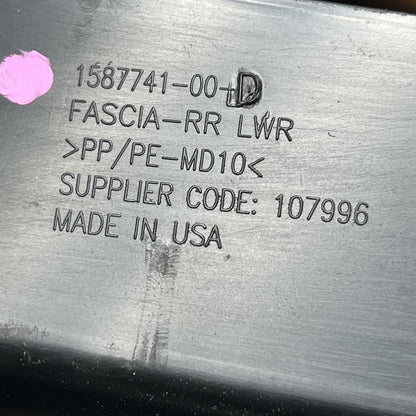 1587741-00-D
FASCIA-RR LWR
>PP/PE-MD10<
SUPPLIER CODE: 107996
MADE IN USA